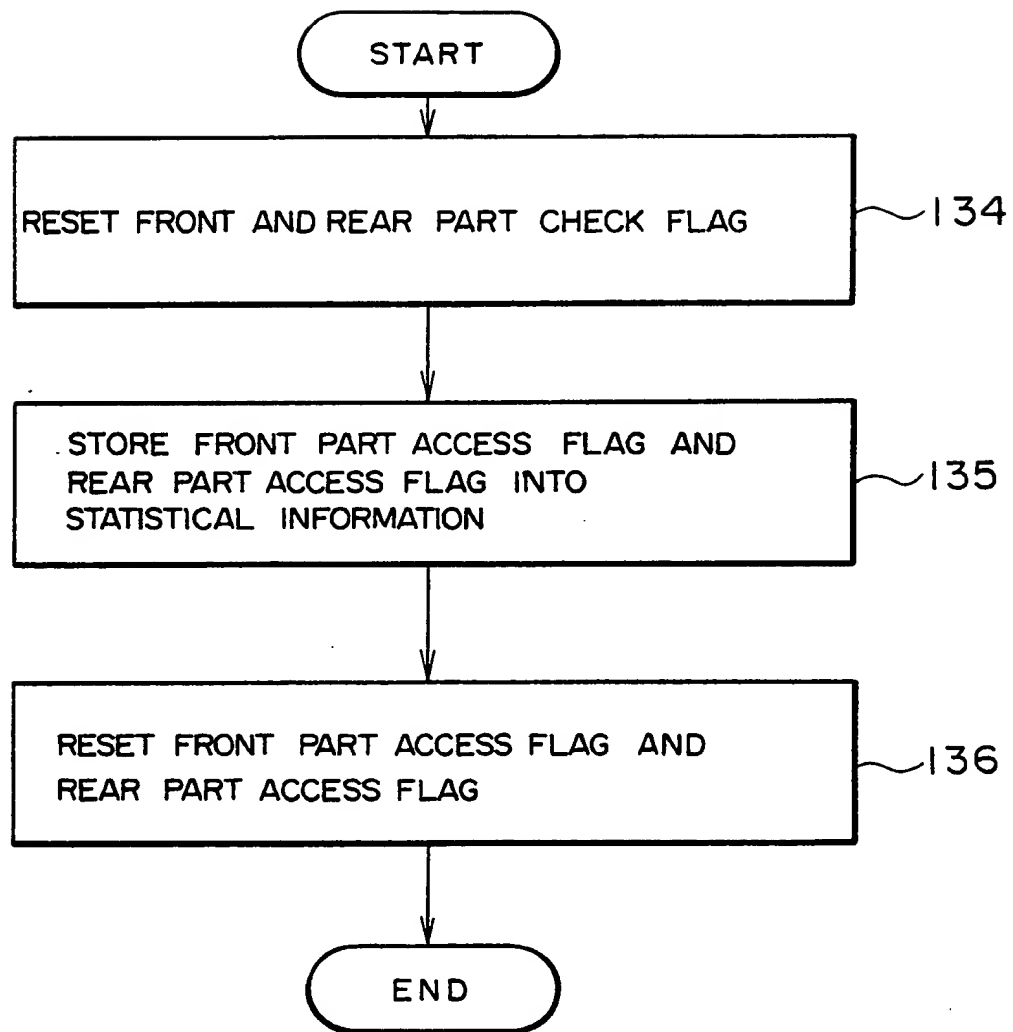 START
RESET FRONT AND REAR PART CHECK FLAG
134
STORE FRONT PART ACCESS FLAG AND
REAR PART ACCESS FLAG INTO
STATISTICAL INFORMATION
135
RESET FRONT PART ACCESS FLAG AND
REAR PART ACCESS FLAG
136
END